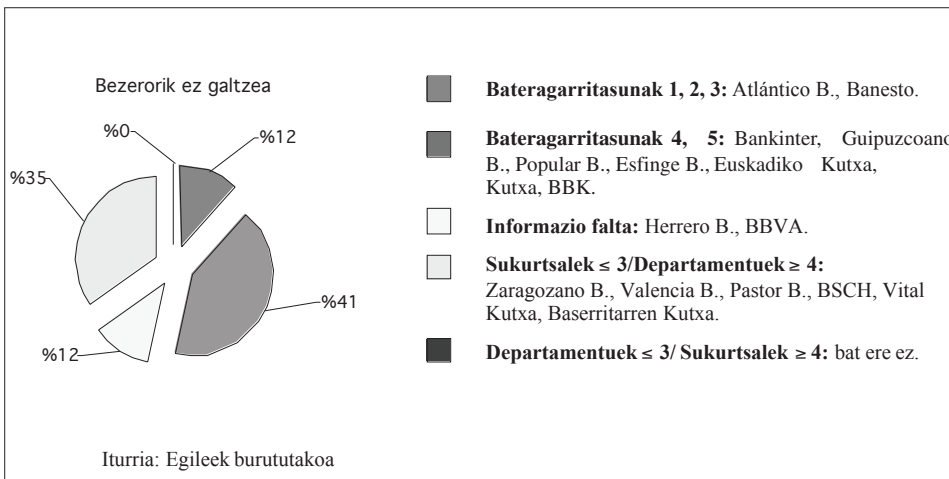 Bezerorik ez galtzea
%0
%12
%35
%41
%12
Bateragarritasunak 1, 2, 3: Atlántico B., Banesto.
Bateragarritasunak 4, 5: Bankinter, Guipuzcoano
B., Popular B., Esfinge B., Euskadiko Kutxa,
Kutxa, BBK.
Informazio falta: Herrero B., BBVA.
Sukurtsalek ≤ 3/Departamentuek ≥ 4:
Zaragozano B., Valencia B., Pastor B., BSCH, Vital
Kutxa, Baserritarren Kutxa.
Departamentuek ≤ 3/ Sukurtsalek ≥ 4: bat ere ez.
Iturria: Egileek burututakoa